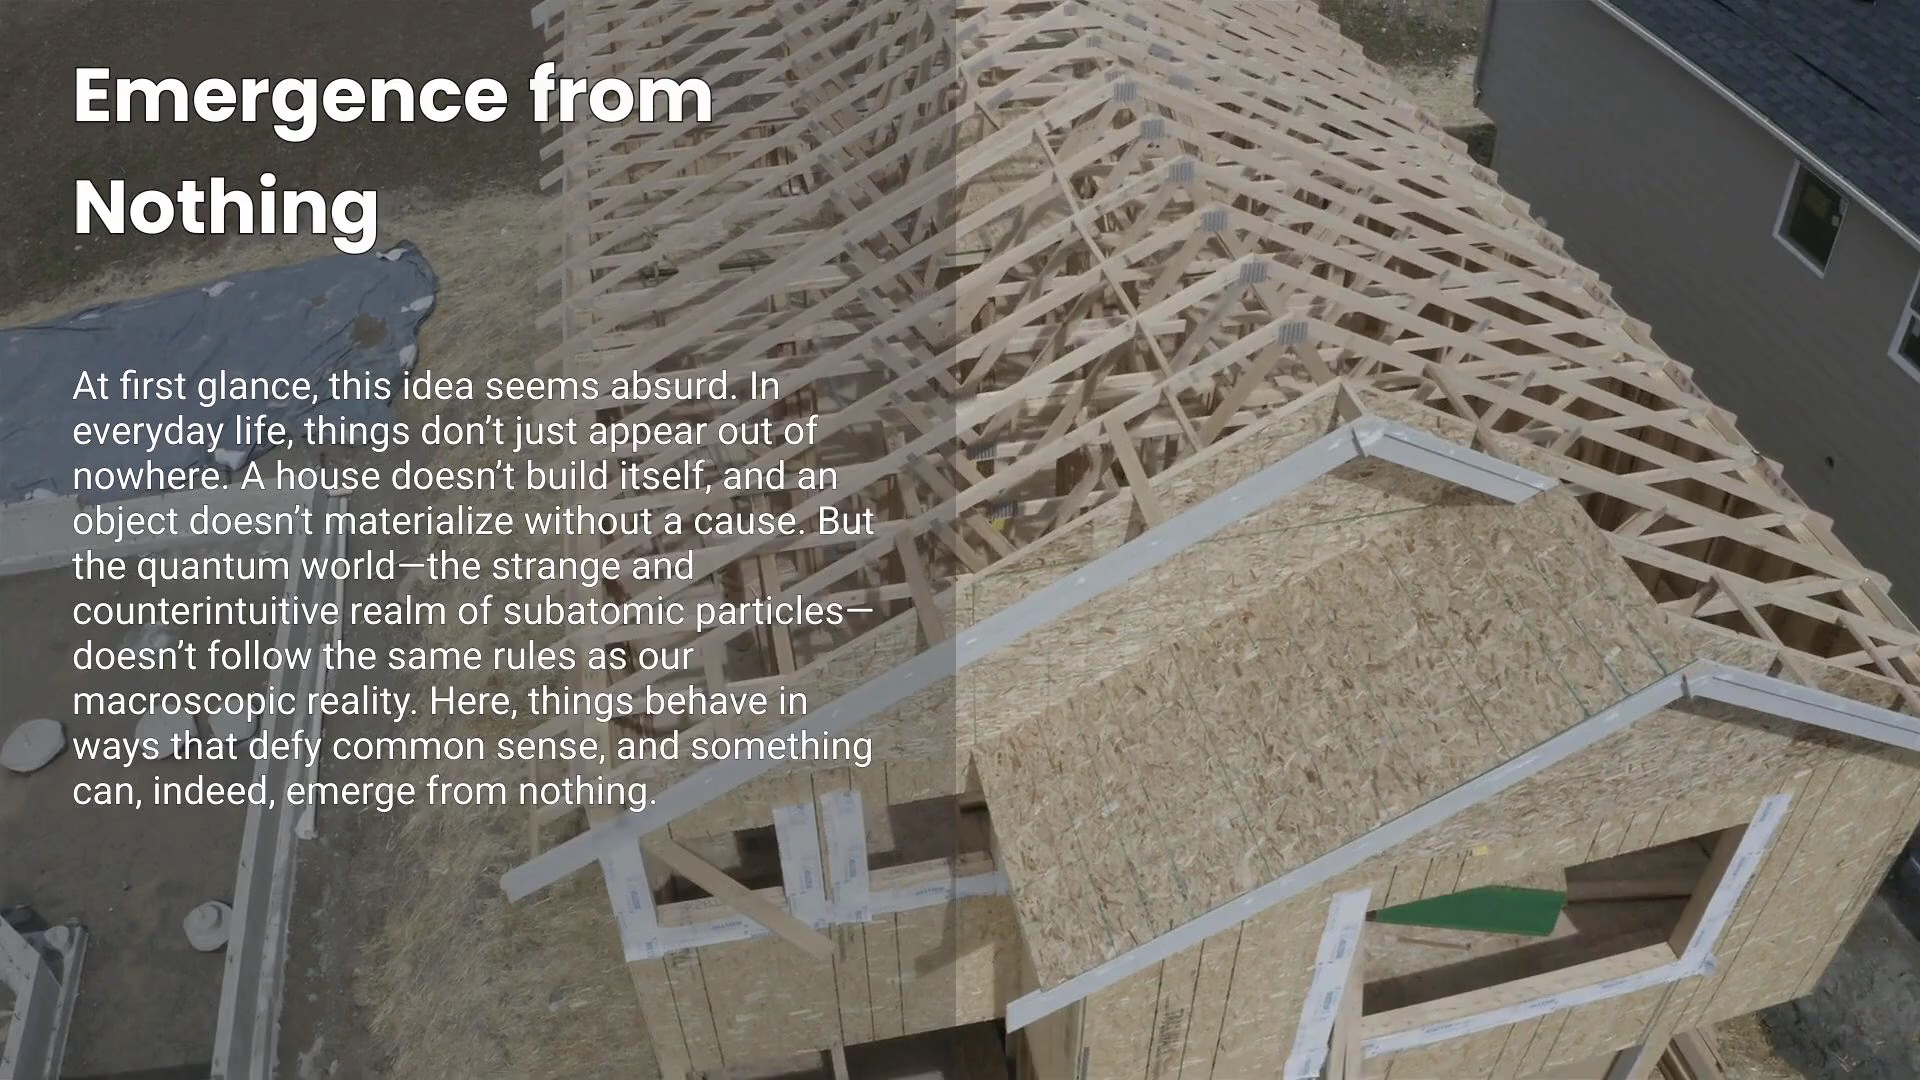 Emergence from
Nothing
At first glance, this idea seems absurd. In
everyday life, things don’t just appear out of
nowhere. A house doesn’t build itself, and an
object doesn’t materialize without a cause. But
the quantum world—the strange and
counterintuitive realm of subatomic particles—
doesn’t follow the same rules as our
macroscopic reality. Here, things behave in
ways that defy common sense, and something
can, indeed, emerge from nothing.